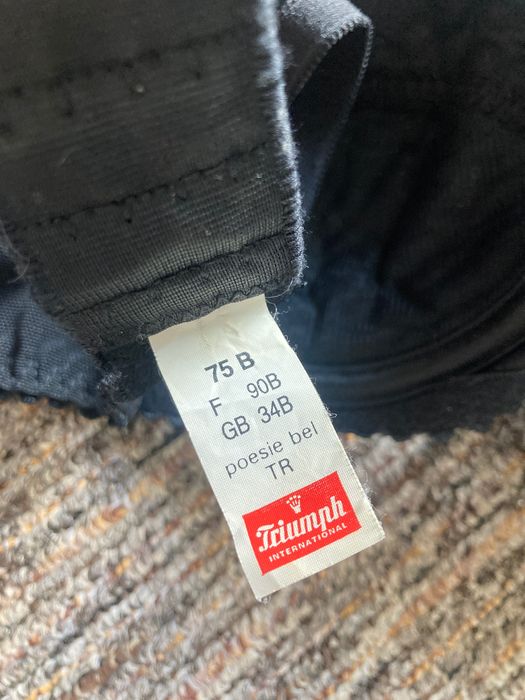 75 B
F 90B
GB 34B
poesie bel
TR
Triumph
INTERNATIONAL